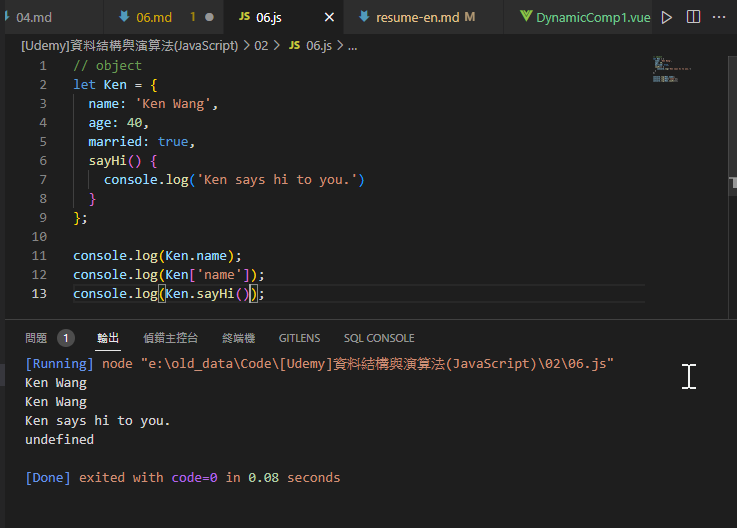 04.md 06.md 1 JS 06.js resume-en.md M DynamicComp1.vue
[Udemy]資料結構與演算法(JavaScript) > 02 > JS 06.js > ...
1 // object
2 let Ken = {
3 name: 'Ken Wang',
4 age: 40,
5 married: true,
6 sayHi() {
7 console.log('Ken says hi to you.')
8 }
9 };
10
11 console.log(Ken.name);
12 console.log(Ken['name']);
13 console.log(Ken.sayHi());
問題 1 輸出 偵錯主控台 終端機 GITLENS SQL CONSOLE
[Running] node "e:\old_data\Code\[Udemy]資料結構與演算法(JavaScript)\02\06.js"
Ken Wang
Ken Wang
Ken says hi to you.
undefined
[Done] exited with code=0 in 0.08 seconds